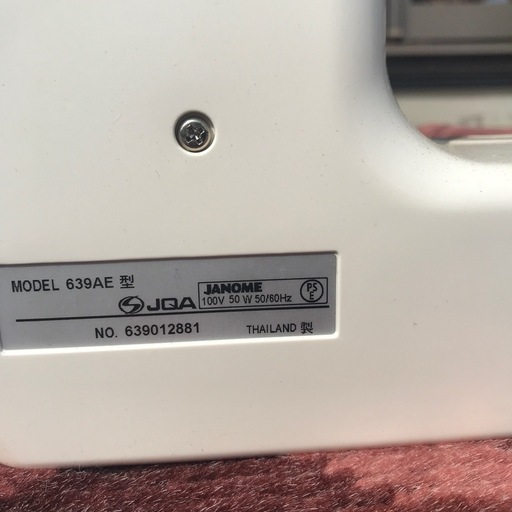 MODEL 639AE 型
JQA JANOME PS E
100V 50 W 50/60Hz
NO. 639012881 THAILAND 製